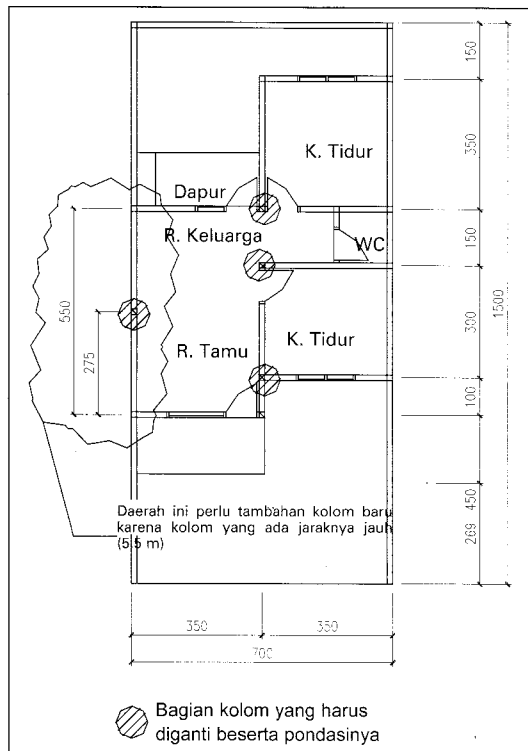 150
K. Tidur
350
Dapur
R. Keluarga
WC
150
550
275
R. Tamu
K. Tidur
300
1500
100
Daerah ini perlu tambahan kolom baru
karena kolom yang ada jaraknya jauh
(5,5 m)
450
269
350
350
700
Bagian kolom yang harus
diganti beserta pondasinya